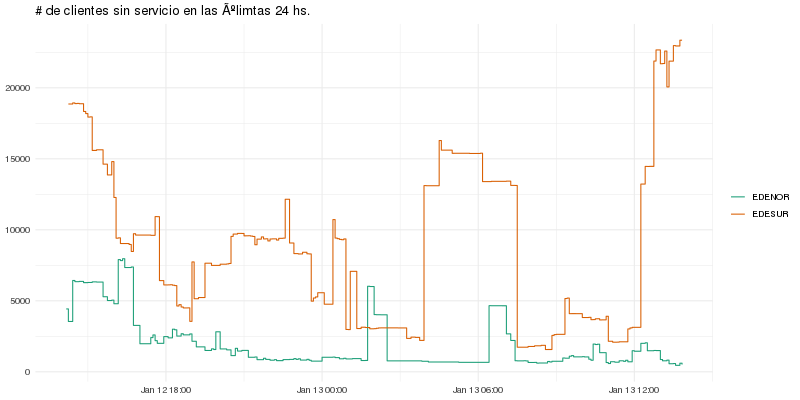 # de clientes sin servicio en las Ãºlimtas 24 hs.
20000
15000
10000
5000
0
Jan 12 18:00
Jan 13 00:00
Jan 13 06:00
Jan 13 12:00
EDENOR
EDESUR